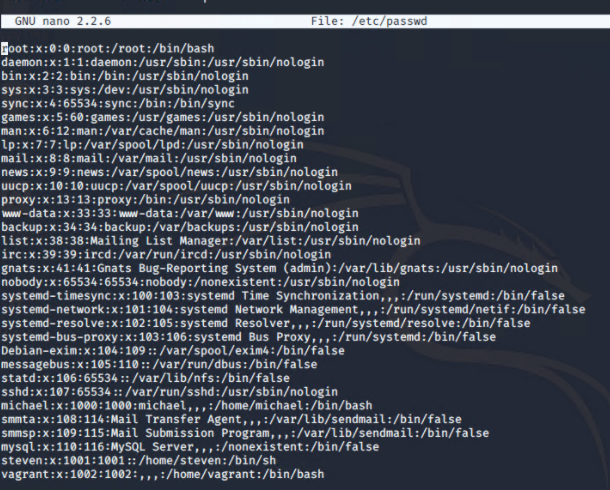 GNU nano 2.2.6 File: /etc/passwd
root:x:0:0:root:/root:/bin/bash
daemon:x:1:1:daemon:/usr/sbin:/usr/sbin/nologin
bin:x:2:2:bin:/bin:/usr/sbin/nologin
sys:x:3:3:sys:/dev:/usr/sbin/nologin
sync:x:4:65534:sync:/bin:/bin/sync
games:x:5:60:games:/usr/games:/usr/sbin/nologin
man:x:6:12:man:/var/cache/man:/usr/sbin/nologin
lp:x:7:7:lp:/var/spool/lpd:/usr/sbin/nologin
mail:x:8:8:mail:/var/mail:/usr/sbin/nologin
news:x:9:9:news:/var/spool/news:/usr/sbin/nologin
uucp:x:10:10:uucp:/var/spool/uucp:/usr/sbin/nologin
proxy:x:13:13:proxy:/bin:/usr/sbin/nologin
www-data:x:33:33:www-data:/var/www:/usr/sbin/nologin
backup:x:34:34:backup:/var/backups:/usr/sbin/nologin
list:x:38:38:Mailing List Manager:/var/list:/usr/sbin/nologin
irc:x:39:39:ircd:/var/run/ircd:/usr/sbin/nologin
gnats:x:41:41:Gnats Bug-Reporting System (admin):/var/lib/gnats:/usr/sbin/nologin
nobody:x:65534:65534:nobody:/nonexistent:/usr/sbin/nologin
systemd-timesync:x:100:103:systemd Time Synchronization,,,:/run/systemd:/bin/false
systemd-network:x:101:104:systemd Network Management,,,:/run/systemd/netif:/bin/false
systemd-resolve:x:102:105:systemd Resolver,,,:/run/systemd/resolve:/bin/false
systemd-bus-proxy:x:103:106:systemd Bus Proxy,,,:/run/systemd:/bin/false
Debian-exim:x:104:109::/var/spool/exim4:/bin/false
messagebus:x:105:110::/var/run/dbus:/bin/false
statd:x:106:65534::/var/lib/nfs:/bin/false
sshd:x:107:65534::/var/run/sshd:/usr/sbin/nologin
michael:x:1000:1000:michael,,,:/home/michael:/bin/bash
smmta:x:108:114:Mail Transfer Agent,,,:/var/lib/sendmail:/bin/false
smmsp:x:109:115:Mail Submission Program,,,:/var/lib/sendmail:/bin/false
mysql:x:110:116:MySQL Server,,,:/nonexistent:/bin/false
steven:x:1001:1001::/home/steven:/bin/sh
vagrant:x:1002:1002:,,,:/home/vagrant:/bin/bash